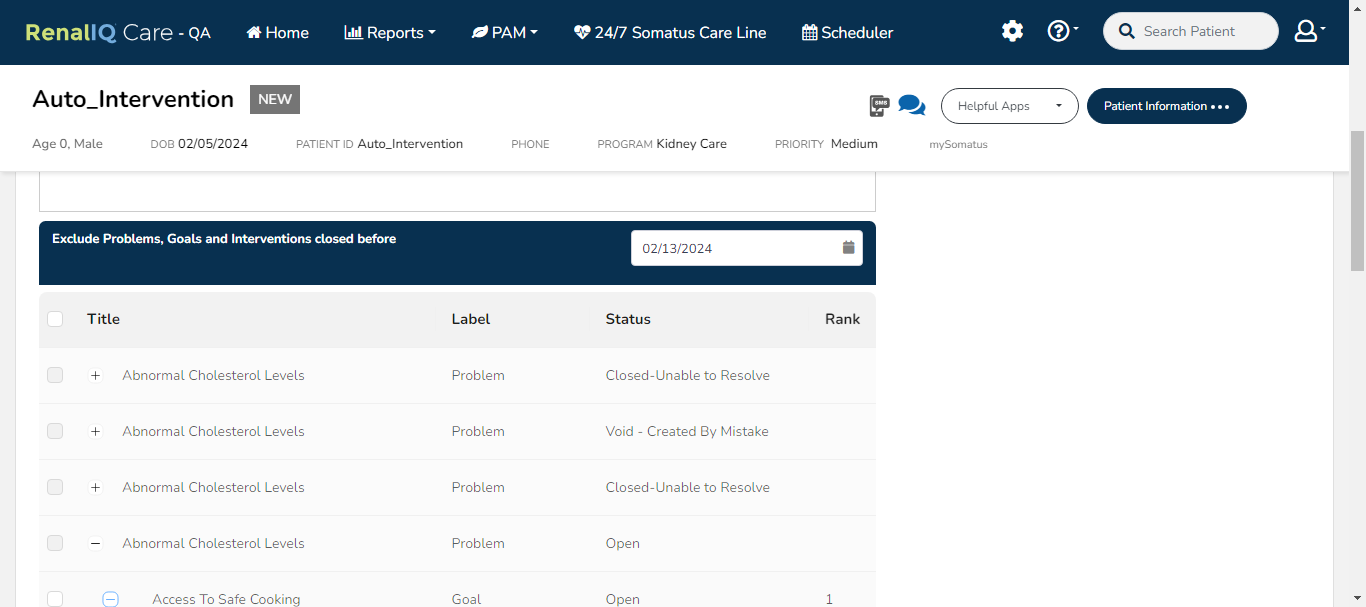 RenalIQ Care - QA Home Reports PAM 24/7 Somatus Care Line Scheduler Search Patient
Auto_Intervention NEW SMS Helpful Apps Patient Information •••
Age 0, Male DOB 02/05/2024 PATIENT ID Auto_Intervention PHONE PROGRAM Kidney Care PRIORITY Medium mySomatus
Exclude Problems, Goals and Interventions closed before 02/13/2024
Title Label Status Rank
+ Abnormal Cholesterol Levels Problem Closed-Unable to Resolve
+ Abnormal Cholesterol Levels Problem Void - Created By Mistake
+ Abnormal Cholesterol Levels Problem Closed-Unable to Resolve
− Abnormal Cholesterol Levels Problem Open
− Access To Safe Cooking Goal Open 1